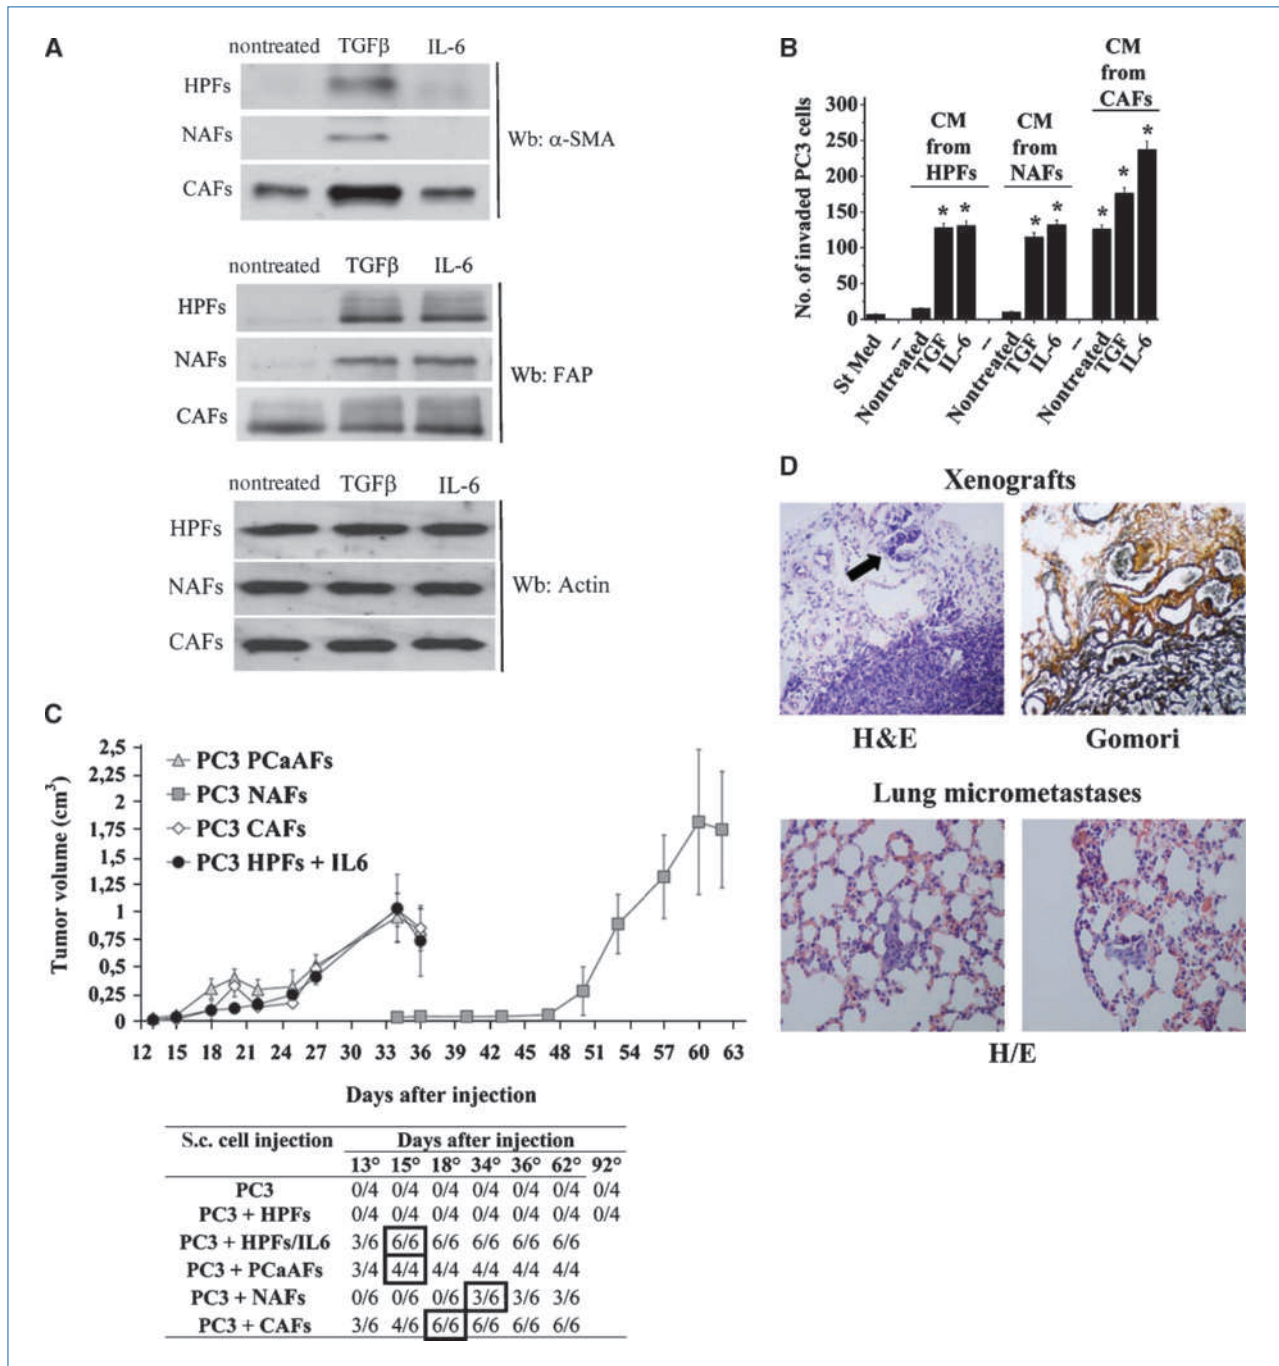 A
nontreated TGFβ IL-6
HPFs
NAFs
CAFs
Wb: α-SMA
nontreated TGFβ IL-6
HPFs
NAFs
CAFs
Wb: FAP
nontreated TGFβ IL-6
HPFs
NAFs
CAFs
Wb: Actin
B
No. of invaded PC3 cells
300
250
200
150
100
50
0
CM
from
HPFs
CM
from
NAFs
CM
from
CAFs
* *
* *
* * *
St Med
--
Nontreated
TGF
IL-6
--
Nontreated
TGF
IL-6
--
Nontreated
TGF
IL-6
C
Tumor volume (cm³)
2,5
2,25
2
1,75
1,5
1,25
1
0,75
0,5
0,25
0
PC3 PCaAFs
PC3 NAFs
PC3 CAFs
PC3 HPFs + IL6
12 15 18 21 24 27 30 33 36 39 42 45 48 51 54 57 60 63
Days after injection
S.c. cell injection Days after injection
13° 15° 18° 34° 36° 62° 92°
PC3 0/4 0/4 0/4 0/4 0/4 0/4 0/4
PC3 + HPFs 0/4 0/4 0/4 0/4 0/4 0/4 0/4
PC3 + HPFs/IL6 3/6 6/6 6/6 6/6 6/6 6/6
PC3 + PCaAFs 3/4 4/4 4/4 4/4 4/4 4/4
PC3 + NAFs 0/6 0/6 0/6 3/6 3/6 3/6
PC3 + CAFs 3/6 4/6 6/6 6/6 6/6 6/6
D
Xenografts
H&E Gomori
Lung micrometastases
H/E